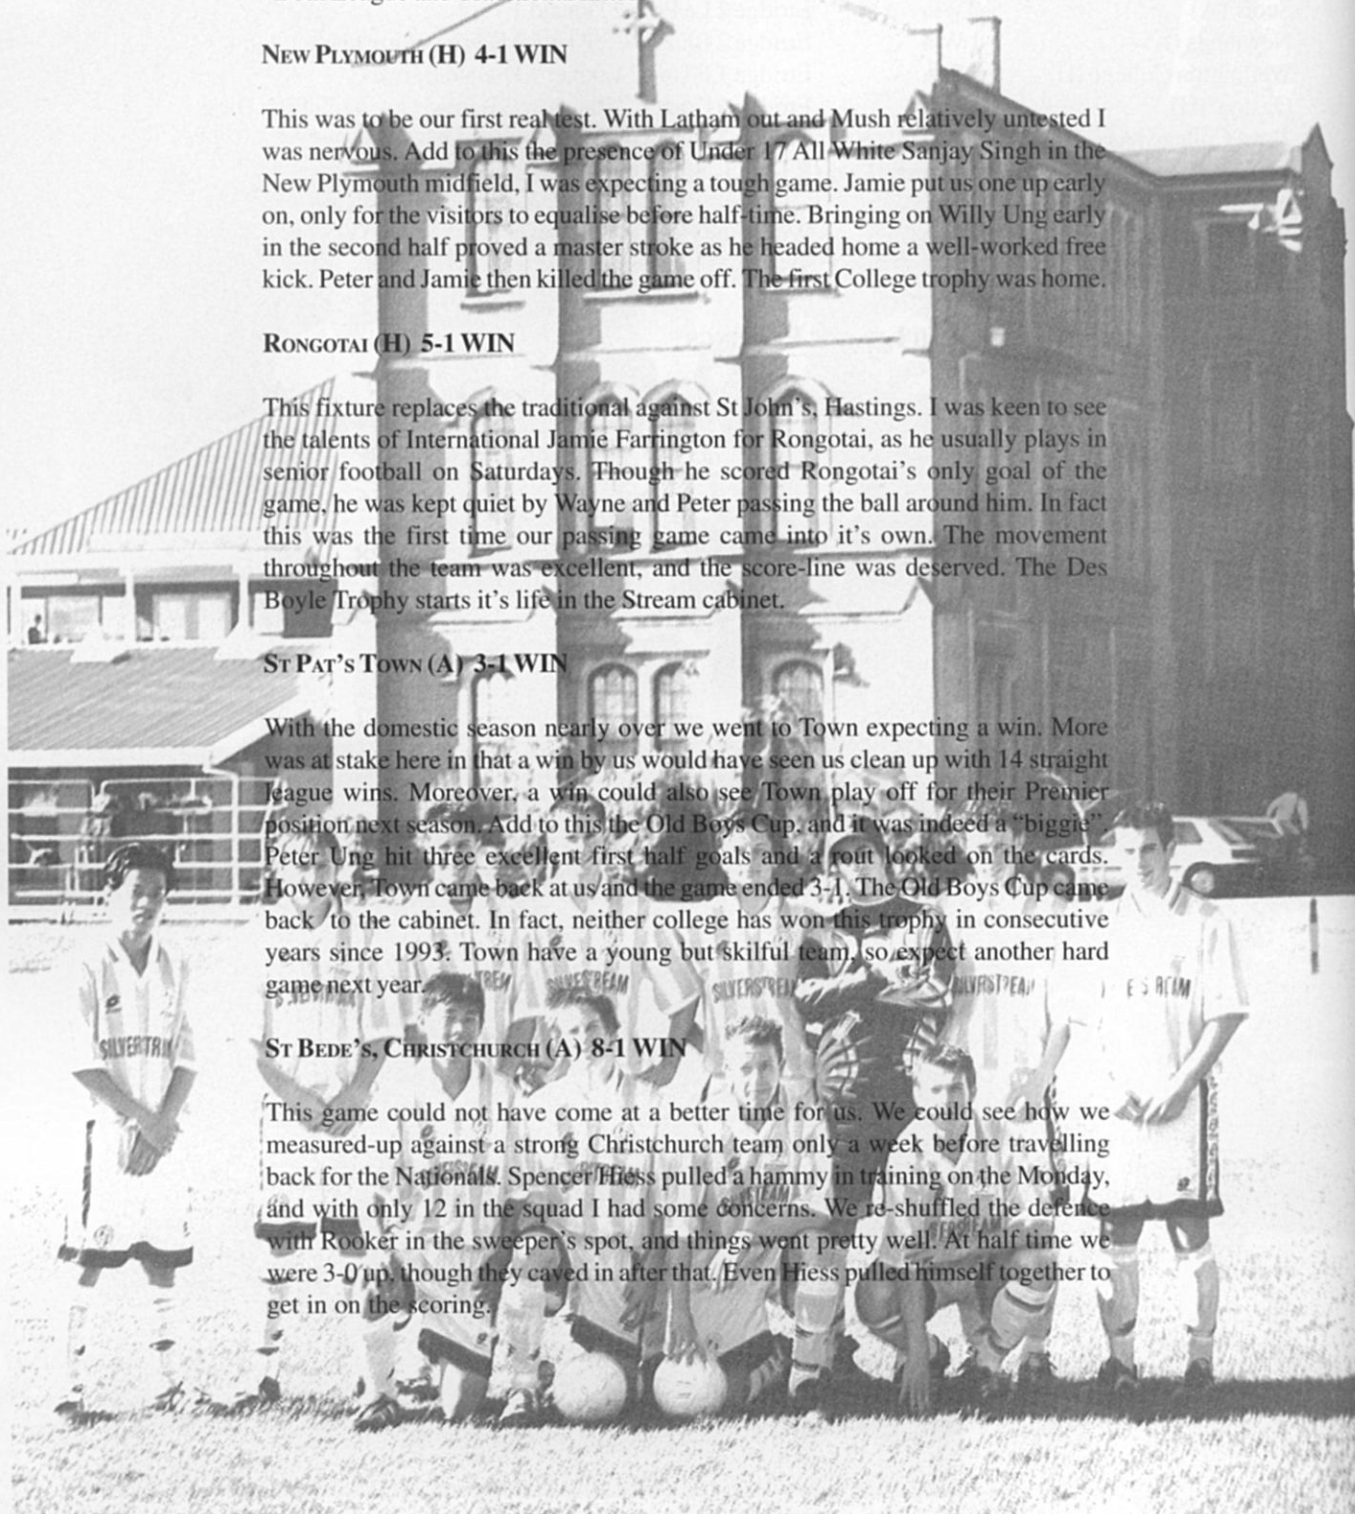 NEW PLYMOUTH (H) 4-1 WIN
This was to be our first real test. With Latham out and Mush relatively untested I
was nervous. Add to this the presence of Under 17 All White Sanjay Singh in the
New Plymouth midfield, I was expecting a tough game. Jamie put us one up early
on, only for the visitors to equalise before half-time. Bringing on Willy Ung early
in the second half proved a master stroke as he headed home a well-worked free
kick. Peter and Jamie then killed the game off. The first College trophy was home.
RONGOTAI (H) 5-1 WIN
This fixture replaces the traditional against St John's, Hastings. I was keen to see
the talents of International Jamie Farrington for Rongotai, as he usually plays in
senior football on Saturdays. Though he scored Rongotai's only goal of the
game, he was kept quiet by Wayne and Peter passing the ball around him. In fact
this was the first time our passing game came into it's own. The movement
throughout the team was excellent, and the score-line was deserved. The Des
Boyle Trophy starts it's life in the Stream cabinet.
ST PAT'S TOWN (A) 3-1 WIN
With the domestic season nearly over we went to Town expecting a win. More
was at stake here in that a win by us would have seen us clean up with 14 straight
league wins. Moreover, a win could also see Town play off for their Premier
position next season. Add to this the Old Boys Cup, and it was indeed a "biggie".
Peter Ung hit three excellent first half goals and a rout looked on the cards.
However, Town came back at us and the game ended 3-1. The Old Boys Cup came
back to the cabinet. In fact, neither college has won this trophy in consecutive
years since 1993. Town have a young but skilful team, so expect another hard
game next year.
SILVERSTREAM
ST BEDE'S, CHRISTCHURCH (A) 8-1 WIN
This game could not have come at a better time for us. We could see how we
measured-up against a strong Christchurch team only a week before travelling
back for the Nationals. Spencer Hiess pulled a hammy in training on the Monday,
and with only 12 in the squad I had some concerns. We re-shuffled the defence
with Rooker in the sweeper's spot, and things went pretty well. At half time we
were 3-0 up, though they caved in after that. Even Hiess pulled himself together to
get in on the scoring.